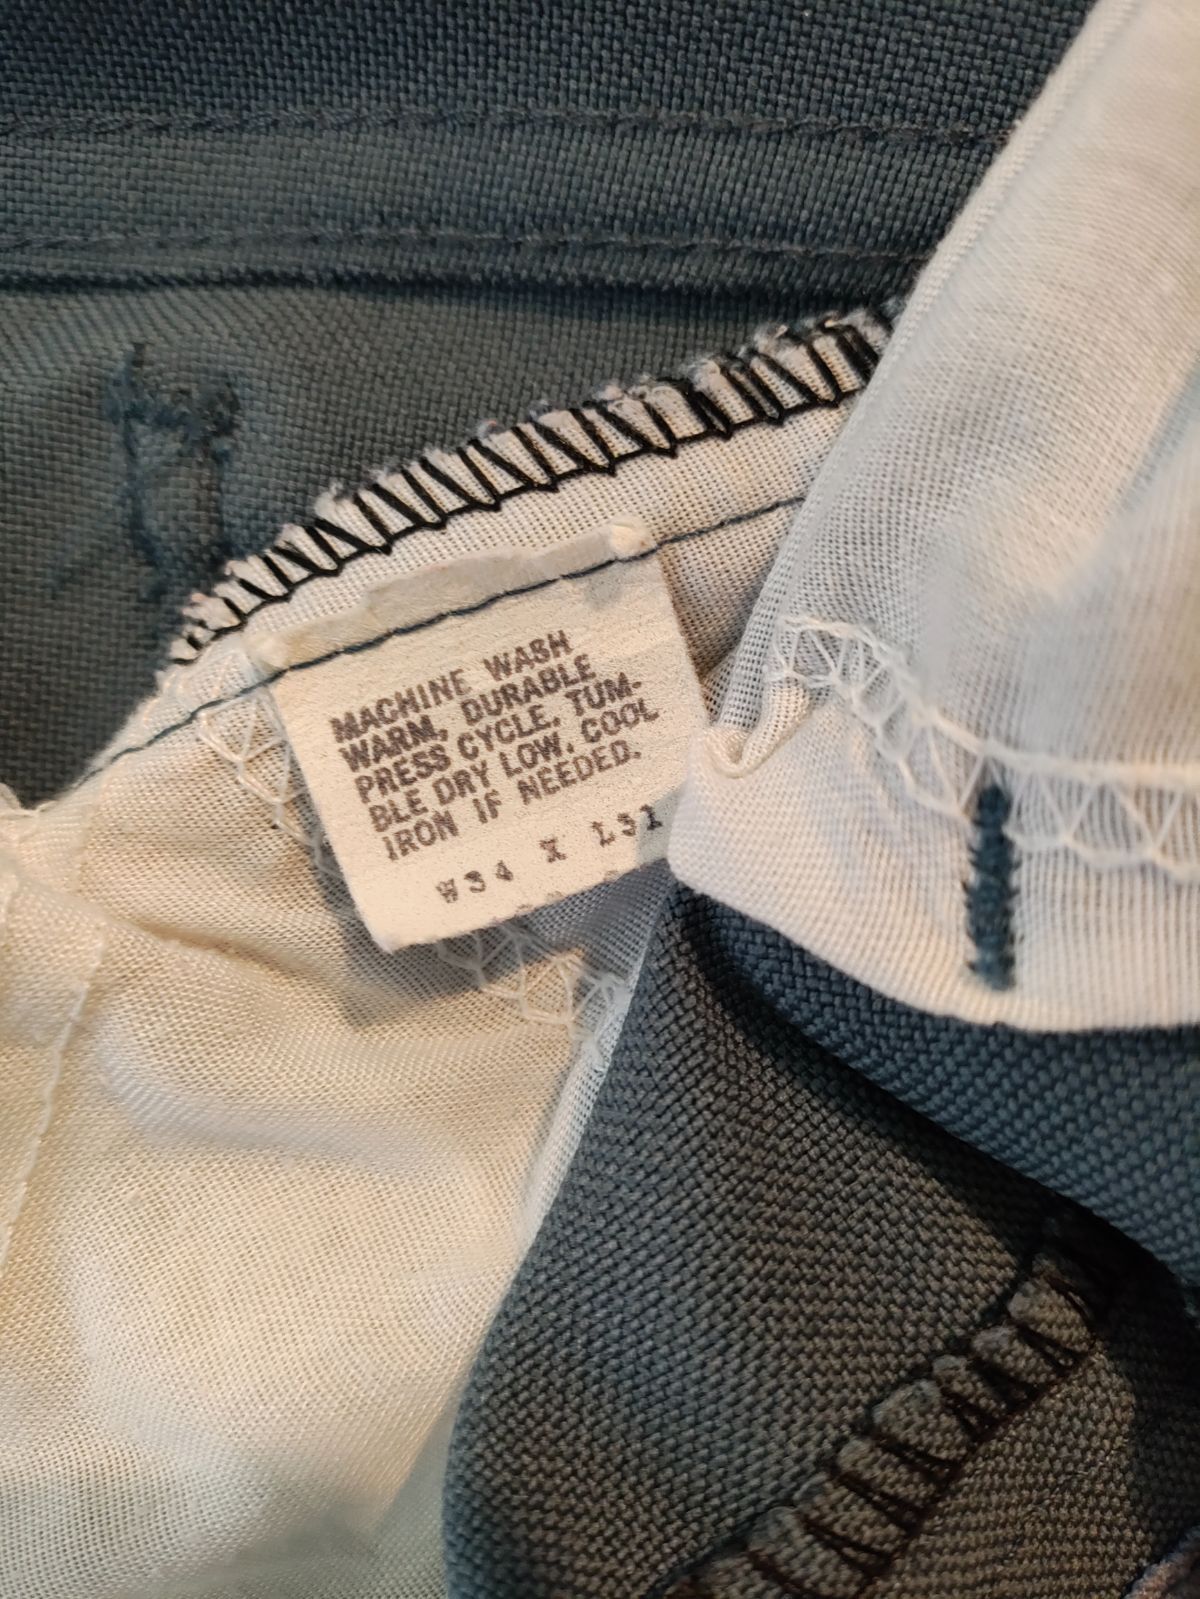 MACHINE WASH
WARM, DURABLE
PRESS CYCLE. TUM-
BLE DRY LOW. COOL
IRON IF NEEDED.
W34 X L31